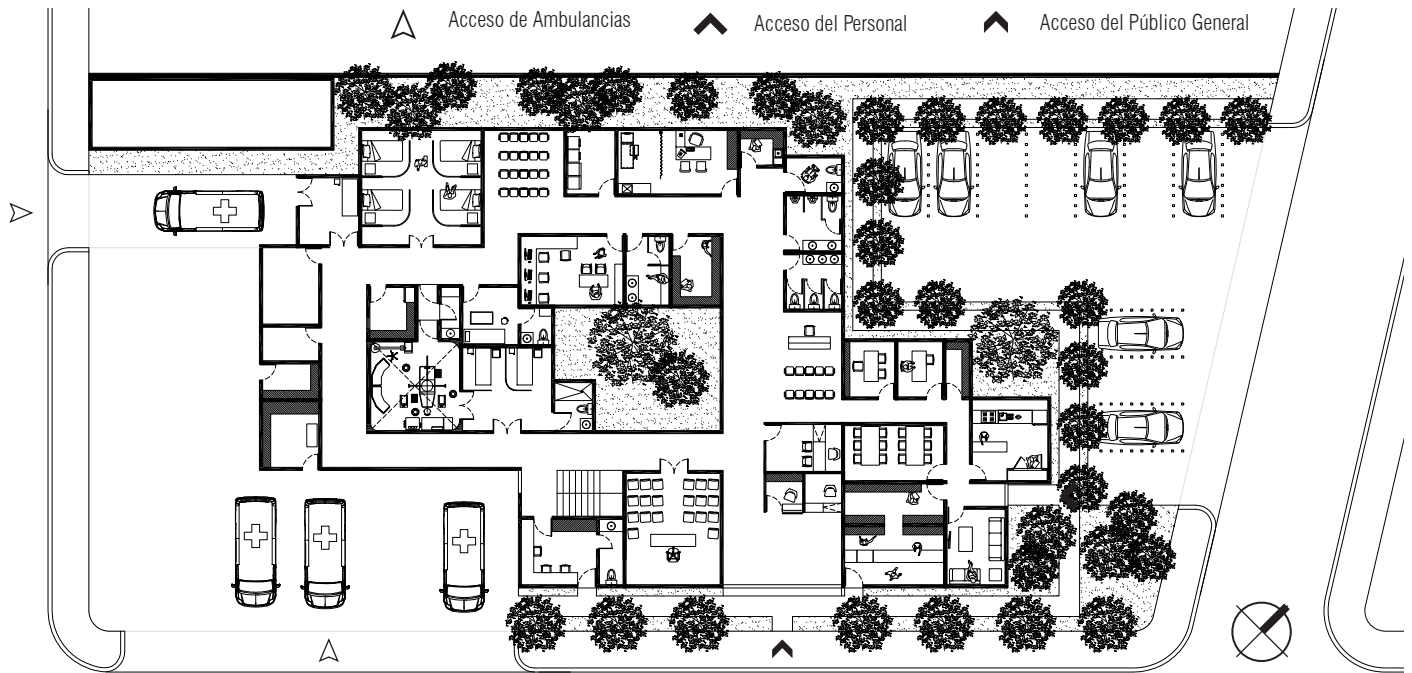 Acceso de Ambulancias
Acceso del Personal
Acceso del Público General